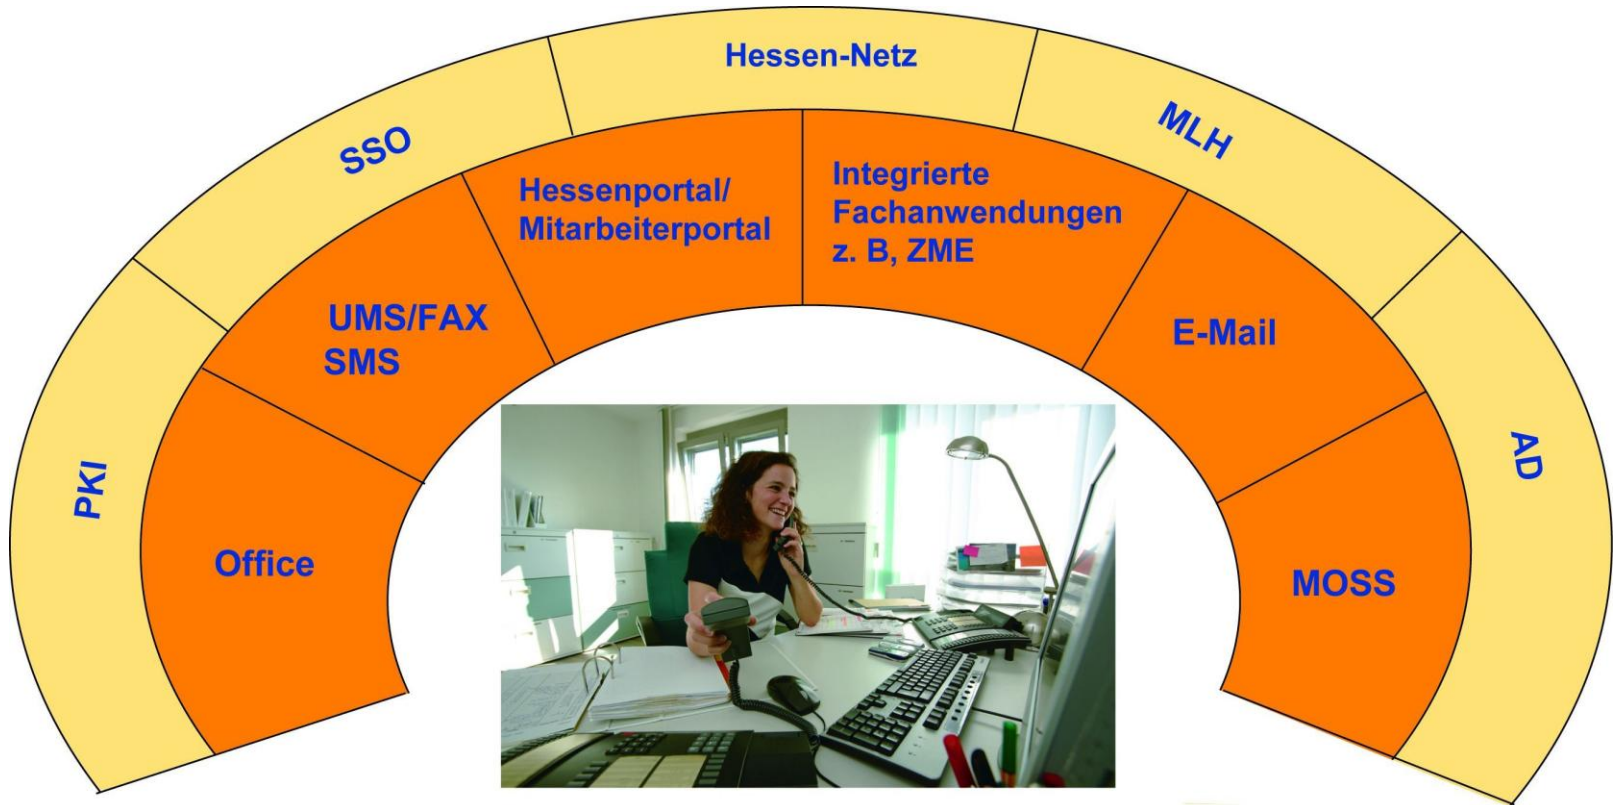 Hessen-Netz
SSO
MLH
PKI
AD
Hessenportal/
Mitarbeiterportal
Integrierte
Fachanwendungen
z. B, ZME
UMS/FAX
SMS
E-Mail
Office
MOSS